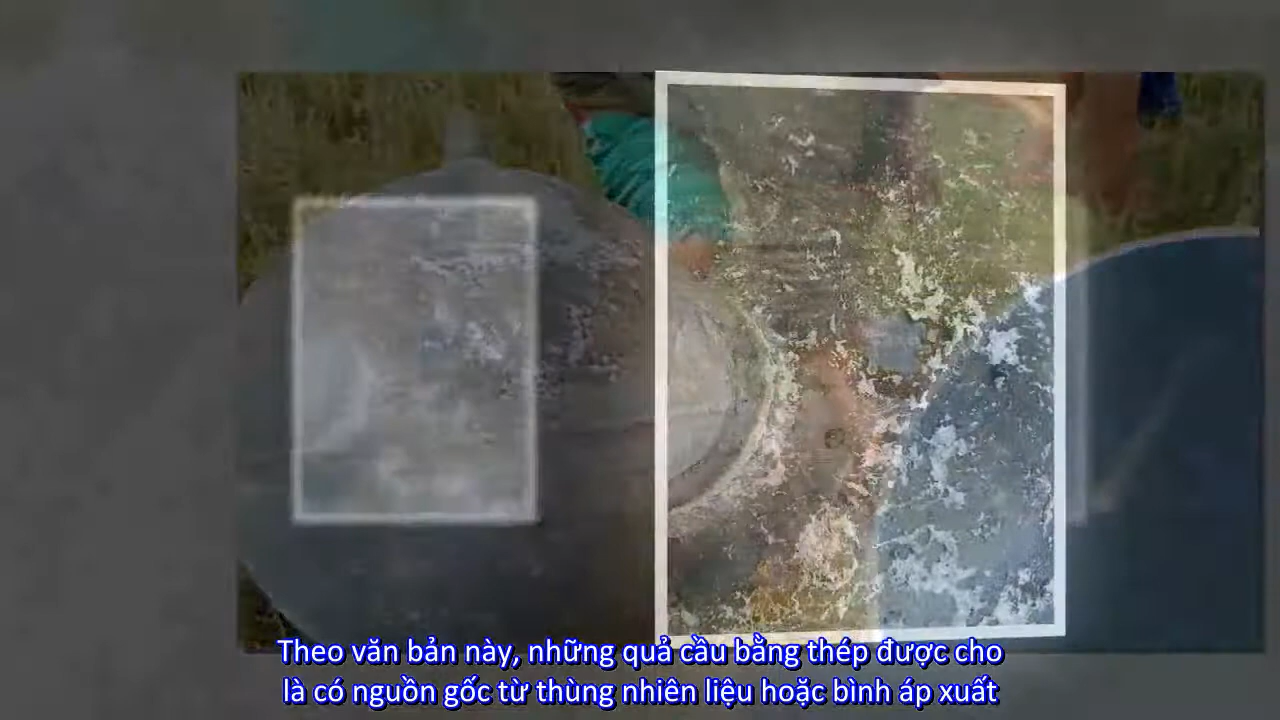 Theo văn bản này, những quả cầu bằng thép được cho
là có nguồn gốc từ thùng nhiên liệu hoặc bình áp xuất